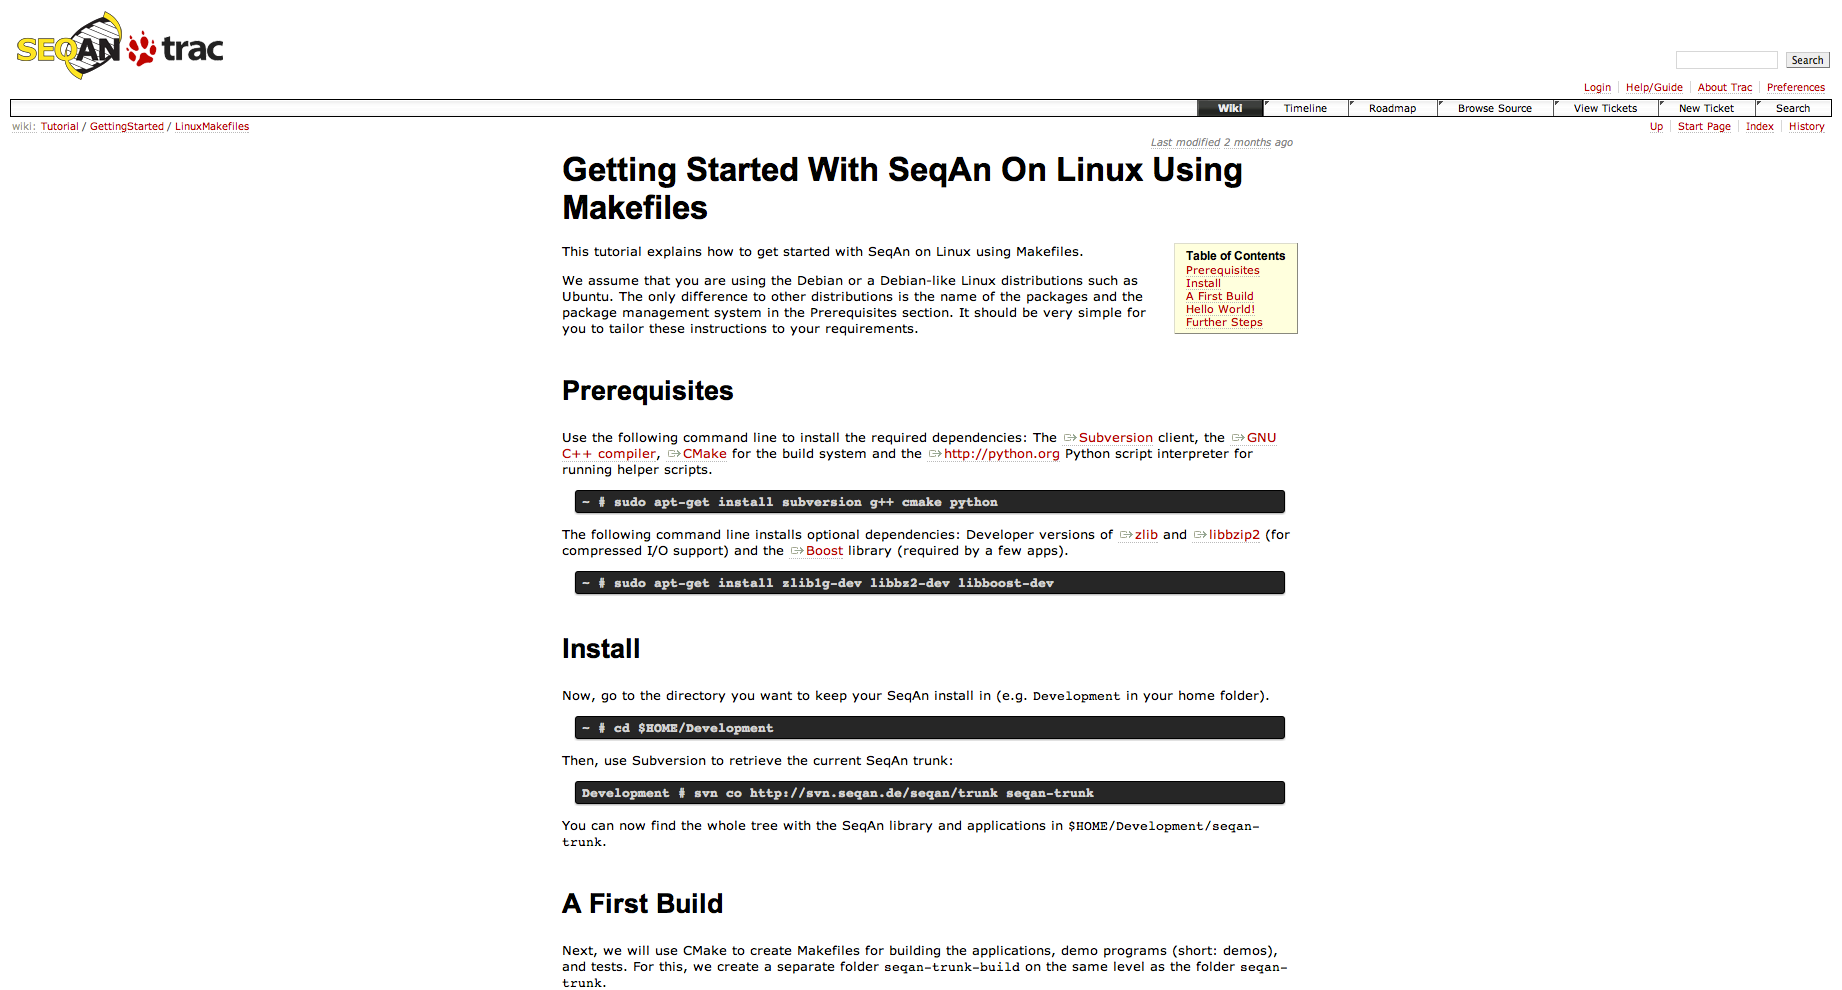 SEQAN trac
Search
Login Help/Guide About Trac Preferences
Wiki Timeline Roadmap Browse Source View Tickets New Ticket Search
wiki: Tutorial / GettingStarted / LinuxMakefiles
Up Start Page Index History
Last modified 2 months ago
Getting Started With SeqAn On Linux Using
Makefiles
This tutorial explains how to get started with SeqAn on Linux using Makefiles.
We assume that you are using the Debian or a Debian-like Linux distributions such as
Ubuntu. The only difference to other distributions is the name of the packages and the
package management system in the Prerequisites section. It should be very simple for
you to tailor these instructions to your requirements.
Table of Contents
Prerequisites
Install
A First Build
Hello World!
Further Steps
Prerequisites
Use the following command line to install the required dependencies: The Subversion client, the GNU
C++ compiler, CMake for the build system and the http://python.org Python script interpreter for
running helper scripts.
~ # sudo apt-get install subversion g++ cmake python
The following command line installs optional dependencies: Developer versions of zlib and libbzip2 (for
compressed I/O support) and the Boost library (required by a few apps).
~ # sudo apt-get install zlib1g-dev libbz2-dev libboost-dev
Install
Now, go to the directory you want to keep your SeqAn install in (e.g. Development in your home folder).
~ # cd $HOME/Development
Then, use Subversion to retrieve the current SeqAn trunk:
Development # svn co http://svn.seqan.de/seqan/trunk seqan-trunk
You can now find the whole tree with the SeqAn library and applications in $HOME/Development/seqan-
trunk.
A First Build
Next, we will use CMake to create Makefiles for building the applications, demo programs (short: demos),
and tests. For this, we create a separate folder seqan-trunk-build on the same level as the folder seqan-
trunk.